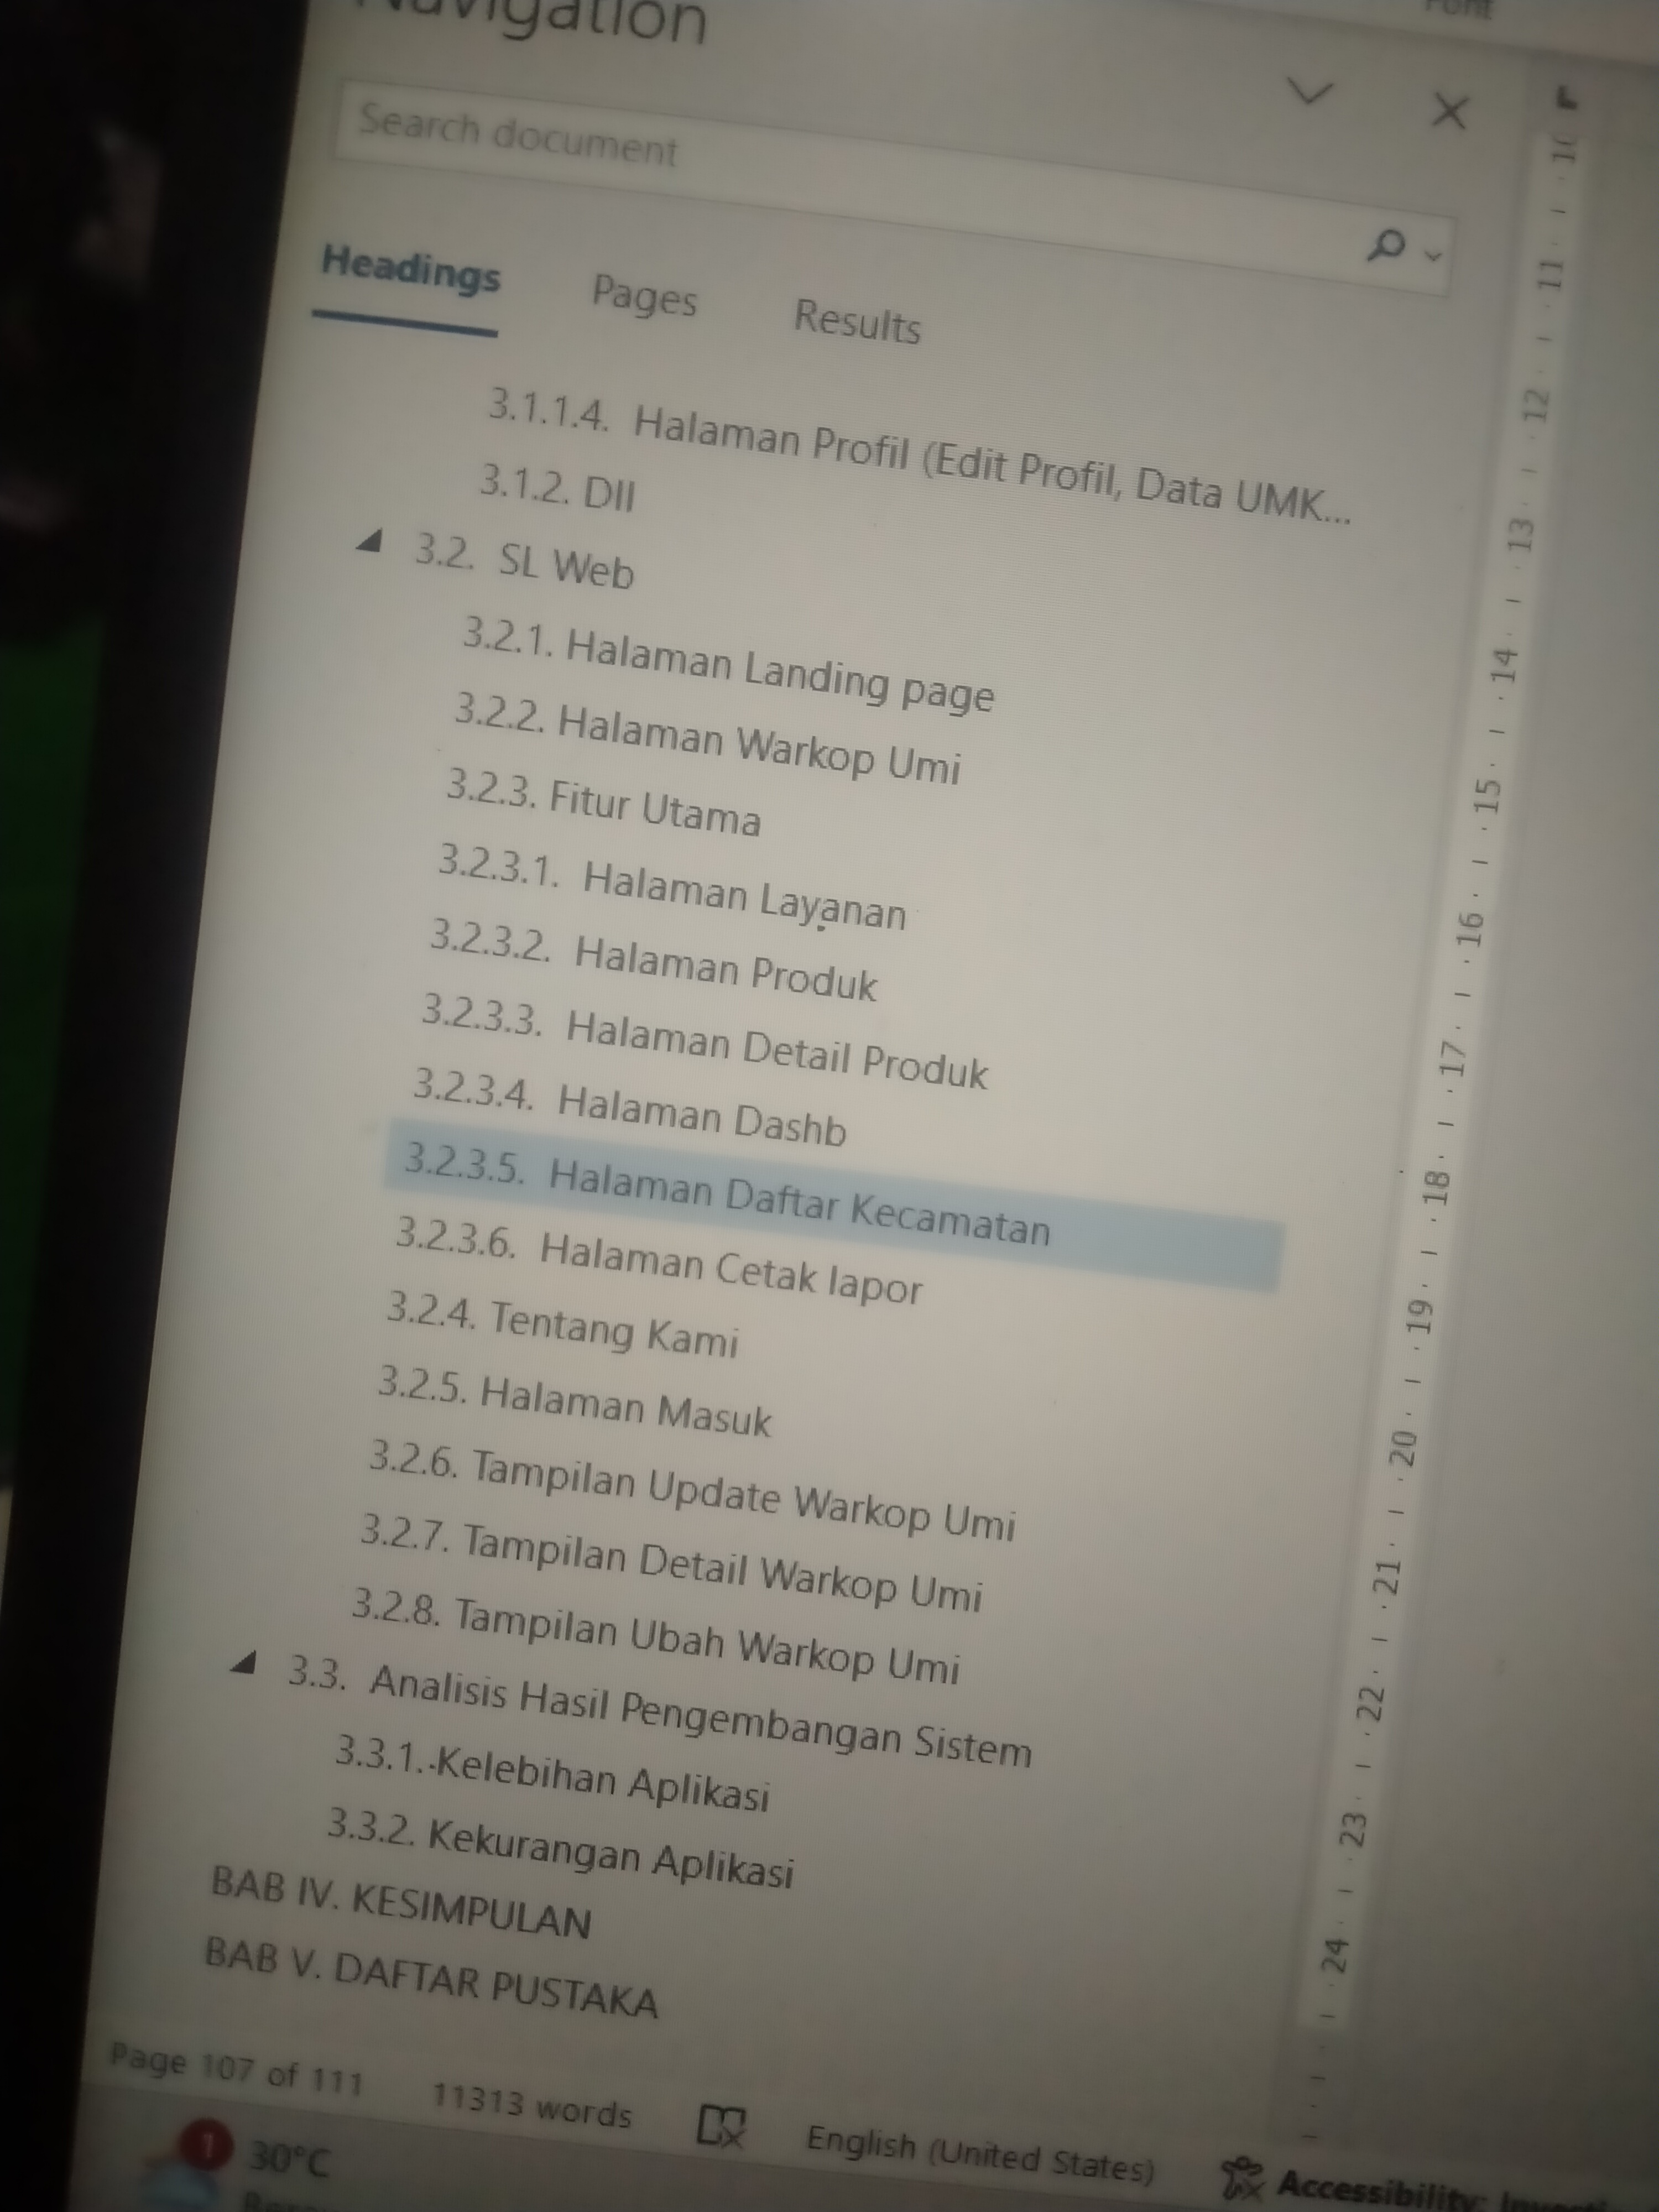 Navigation
Font
Search document
Headings Pages Results
3.1.1.4. Halaman Profil (Edit Profil, Data UMK...
3.1.2. Dll
3.2. SL Web
3.2.1. Halaman Landing page
3.2.2. Halaman Warkop Umi
3.2.3. Fitur Utama
3.2.3.1. Halaman Layanan
3.2.3.2. Halaman Produk
3.2.3.3. Halaman Detail Produk
3.2.3.4. Halaman Dashb
3.2.3.5. Halaman Daftar Kecamatan
3.2.3.6. Halaman Cetak lapor
3.2.4. Tentang Kami
3.2.5. Halaman Masuk
3.2.6. Tampilan Update Warkop Umi
3.2.7. Tampilan Detail Warkop Umi
3.2.8. Tampilan Ubah Warkop Umi
3.3. Analisis Hasil Pengembangan Sistem
3.3.1. Kelebihan Aplikasi
3.3.2. Kekurangan Aplikasi
BAB IV. KESIMPULAN
BAB V. DAFTAR PUSTAKA
10 11 12 13 14 15 16 17 18 19 20 21 22 23 24
Page 107 of 111 11313 words English (United States) Accessibility:
1 30°C